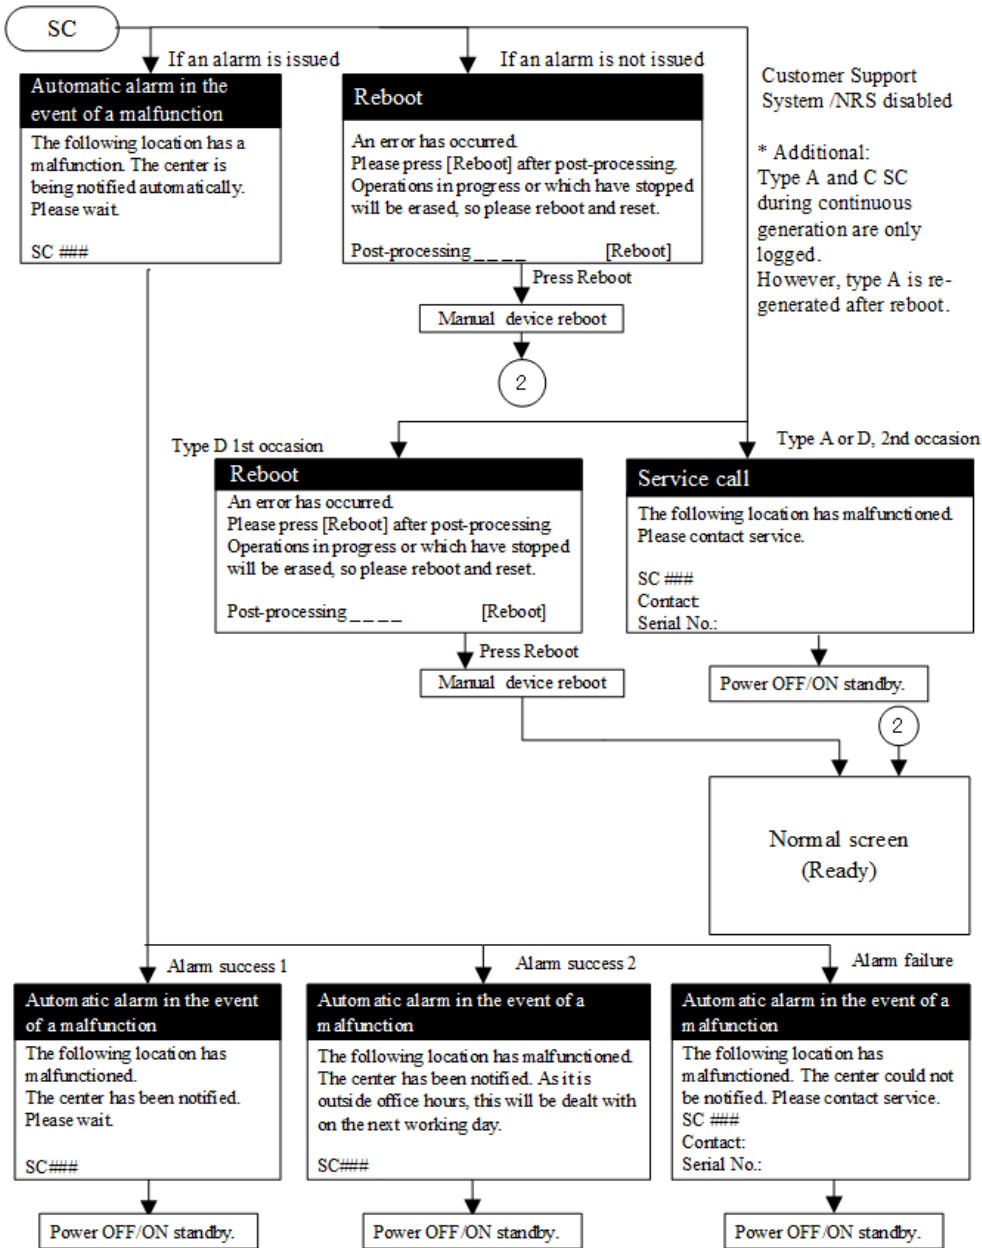 SC
If an alarm is issued
If an alarm is not issued
Automatic alarm in the
event of a malfunction
The following location has a
malfunction. The center is
being notified automatically.
Please wait.
SC ###
Reboot
An error has occurred.
Please press [Reboot] after post-processing.
Operations in progress or which have stopped
will be erased, so please reboot and reset.
Post-processing_ _ _ _ [Reboot]
Customer Support
System /NRS disabled
* Additional:
Type A and C SC
during continuous
generation are only
logged.
However, type A is re-
generated after reboot.
Press Reboot
Manual device reboot
2
Type D 1st occasion
Type A or D, 2nd occasion
Reboot
An error has occurred.
Please press [Reboot] after post-processing.
Operations in progress or which have stopped
will be erased, so please reboot and reset.
Post-processing_ _ _ _ [Reboot]
Service call
The following location has malfunctioned.
Please contact service.
SC ###
Contact:
Serial No.:
Press Reboot
Manual device reboot
Power OFF/ON standby.
2
Normal screen
(Ready)
Alarm success 1
Alarm success 2
Alarm failure
Automatic alarm in the event
of a malfunction
The following location has
malfunctioned.
The center has been notified.
Please wait.
SC###
Automatic alarm in the event of a
malfunction
The following location has malfunctioned.
The center has been notified. As it is
outside office hours, this will be dealt with
on the next working day.
SC###
Automatic alarm in the event of a
malfunction
The following location has
malfunctioned. The center could not
be notified. Please contact service.
SC ###
Contact:
Serial No.:
Power OFF/ON standby.
Power OFF/ON standby.
Power OFF/ON standby.